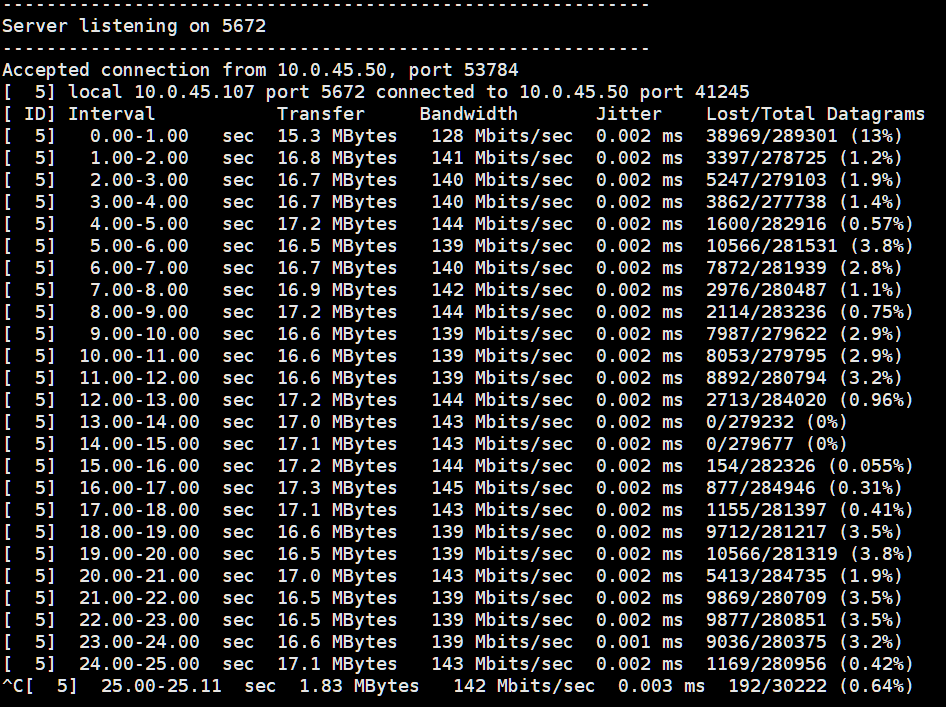 -----------------------------------------------------------
Server listening on 5672
-----------------------------------------------------------
Accepted connection from 10.0.45.50, port 53784
[  5] local 10.0.45.107 port 5672 connected to 10.0.45.50 port 41245
[ ID] Interval           Transfer     Bandwidth       Jitter    Lost/Total Datagrams
[  5]   0.00-1.00   sec  15.3 MBytes   128 Mbits/sec  0.002 ms  38969/289301 (13%)
[  5]   1.00-2.00   sec  16.8 MBytes   141 Mbits/sec  0.002 ms  3397/278725 (1.2%)
[  5]   2.00-3.00   sec  16.7 MBytes   140 Mbits/sec  0.002 ms  5247/279103 (1.9%)
[  5]   3.00-4.00   sec  16.7 MBytes   140 Mbits/sec  0.002 ms  3862/277738 (1.4%)
[  5]   4.00-5.00   sec  17.2 MBytes   144 Mbits/sec  0.002 ms  1600/282916 (0.57%)
[  5]   5.00-6.00   sec  16.5 MBytes   139 Mbits/sec  0.002 ms  10566/281531 (3.8%)
[  5]   6.00-7.00   sec  16.7 MBytes   140 Mbits/sec  0.002 ms  7872/281939 (2.8%)
[  5]   7.00-8.00   sec  16.9 MBytes   142 Mbits/sec  0.002 ms  2976/280487 (1.1%)
[  5]   8.00-9.00   sec  17.2 MBytes   144 Mbits/sec  0.002 ms  2114/283236 (0.75%)
[  5]   9.00-10.00  sec  16.6 MBytes   139 Mbits/sec  0.002 ms  7987/279622 (2.9%)
[  5]  10.00-11.00  sec  16.6 MBytes   139 Mbits/sec  0.002 ms  8053/279795 (2.9%)
[  5]  11.00-12.00  sec  16.6 MBytes   139 Mbits/sec  0.002 ms  8892/280794 (3.2%)
[  5]  12.00-13.00  sec  17.2 MBytes   144 Mbits/sec  0.002 ms  2713/284020 (0.96%)
[  5]  13.00-14.00  sec  17.0 MBytes   143 Mbits/sec  0.002 ms  0/279232 (0%)
[  5]  14.00-15.00  sec  17.1 MBytes   143 Mbits/sec  0.002 ms  0/279677 (0%)
[  5]  15.00-16.00  sec  17.2 MBytes   144 Mbits/sec  0.002 ms  154/282326 (0.055%)
[  5]  16.00-17.00  sec  17.3 MBytes   145 Mbits/sec  0.002 ms  877/284946 (0.31%)
[  5]  17.00-18.00  sec  17.1 MBytes   143 Mbits/sec  0.002 ms  1155/281397 (0.41%)
[  5]  18.00-19.00  sec  16.6 MBytes   139 Mbits/sec  0.002 ms  9712/281217 (3.5%)
[  5]  19.00-20.00  sec  16.5 MBytes   139 Mbits/sec  0.002 ms  10566/281319 (3.8%)
[  5]  20.00-21.00  sec  17.0 MBytes   143 Mbits/sec  0.002 ms  5413/284735 (1.9%)
[  5]  21.00-22.00  sec  16.5 MBytes   139 Mbits/sec  0.002 ms  9869/280709 (3.5%)
[  5]  22.00-23.00  sec  16.5 MBytes   139 Mbits/sec  0.002 ms  9877/280851 (3.5%)
[  5]  23.00-24.00  sec  16.6 MBytes   139 Mbits/sec  0.001 ms  9036/280375 (3.2%)
[  5]  24.00-25.00  sec  17.1 MBytes   143 Mbits/sec  0.002 ms  1169/280956 (0.42%)
^C[  5]  25.00-25.11  sec  1.83 MBytes   142 Mbits/sec  0.003 ms  192/30222 (0.64%)